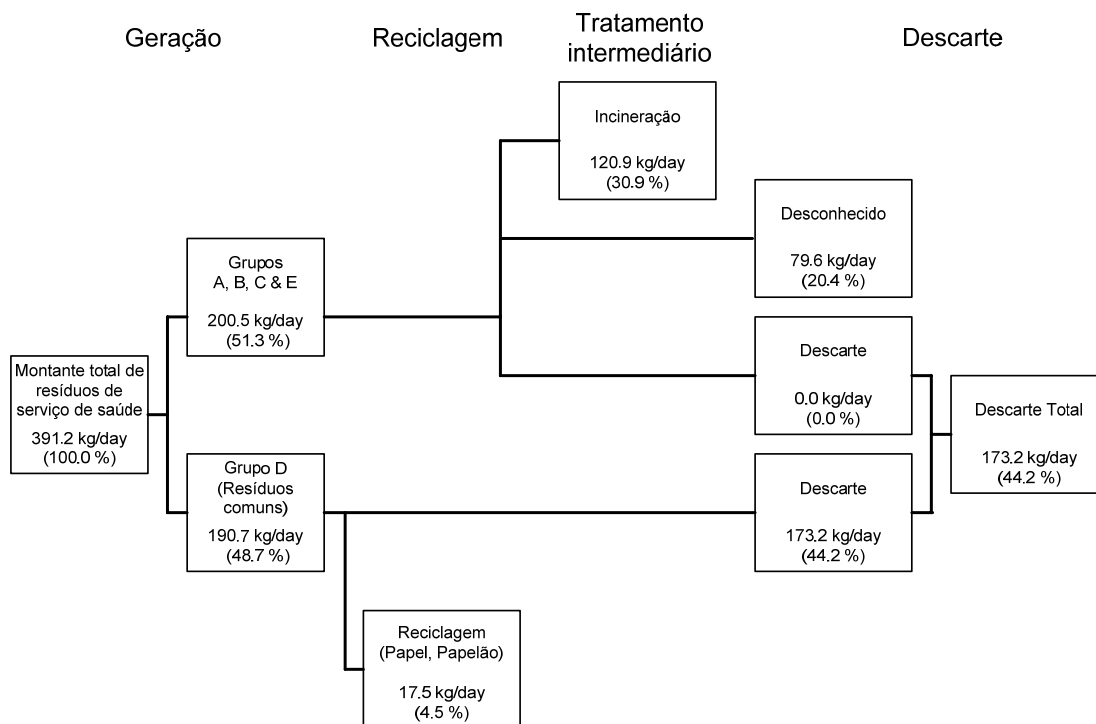 Geração
Reciclagem
Tratamento
intermediário
Descarte
Incineração
120.9 kg/day
(30.9 %)
Desconhecido
79.6 kg/day
(20.4 %)
Grupos
A, B, C & E
200.5 kg/day
(51.3 %)
Descarte
0.0 kg/day
(0.0 %)
Montante total de
resíduos de
serviço de saúde
391.2 kg/day
(100.0 %)
Descarte Total
173.2 kg/day
(44.2 %)
Grupo D
(Resíduos
comuns)
190.7 kg/day
(48.7 %)
Descarte
173.2 kg/day
(44.2 %)
Reciclagem
(Papel, Papelão)
17.5 kg/day
(4.5 %)